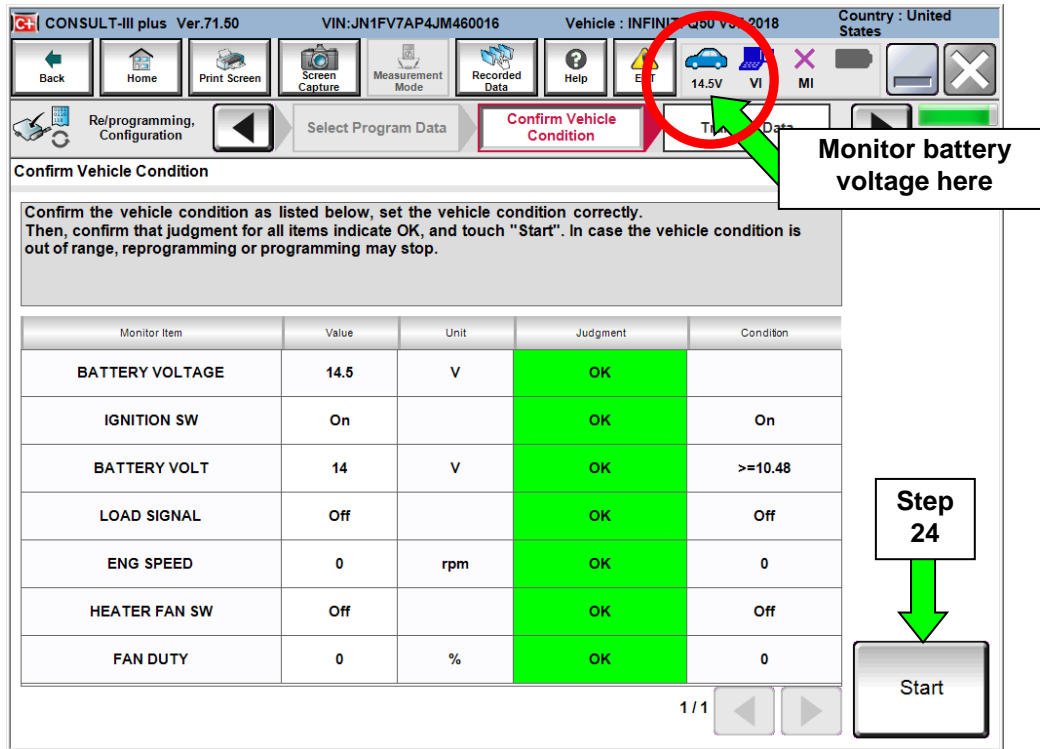 CONSULT-III plus Ver.71.50 VIN:JN1FV7AP4JM460016 Vehicle : INFINITI Q50 2018 Country : United
States
Back Home Print Screen Screen
Capture Measurement
Mode Recorded
Data Help 14.5V VI MI
Re/programming,
Configuration Select Program Data Confirm Vehicle
Condition Data
Monitor battery
voltage here
Confirm Vehicle Condition
Confirm the vehicle condition as listed below, set the vehicle condition correctly.
Then, confirm that judgment for all items indicate OK, and touch "Start". In case the vehicle condition is
out of range, reprogramming or programming may stop.
Monitor Item Value Unit Judgment Condition
BATTERY VOLTAGE 14.5 V OK
IGNITION SW On OK On
BATTERY VOLT 14 V OK >=10.48
LOAD SIGNAL Off OK Off
ENG SPEED 0 rpm OK 0
HEATER FAN SW Off OK Off
FAN DUTY 0 % OK 0
Step
24
Start
1/1